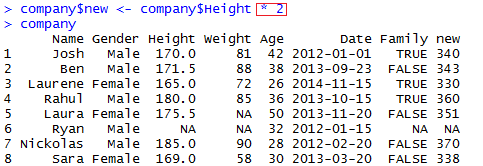 > company$new <- company$Height * 2
> company
Name Gender Height Weight Age Date Family new
1 Josh Male 170.0 81 42 2012-01-01 TRUE 340
2 Ben Male 171.5 88 38 2013-09-23 FALSE 343
3 Laurene Female 165.0 72 26 2014-11-15 TRUE 330
4 Rahul Male 180.0 85 36 2013-10-15 TRUE 360
5 Laura Female 175.5 NA 50 2013-11-20 FALSE 351
6 Ryan Male NA NA 32 2012-01-15 NA NA
7 Nickolas Male 185.0 90 28 2012-02-20 FALSE 370
8 Sara Female 169.0 58 30 2013-03-20 FALSE 338